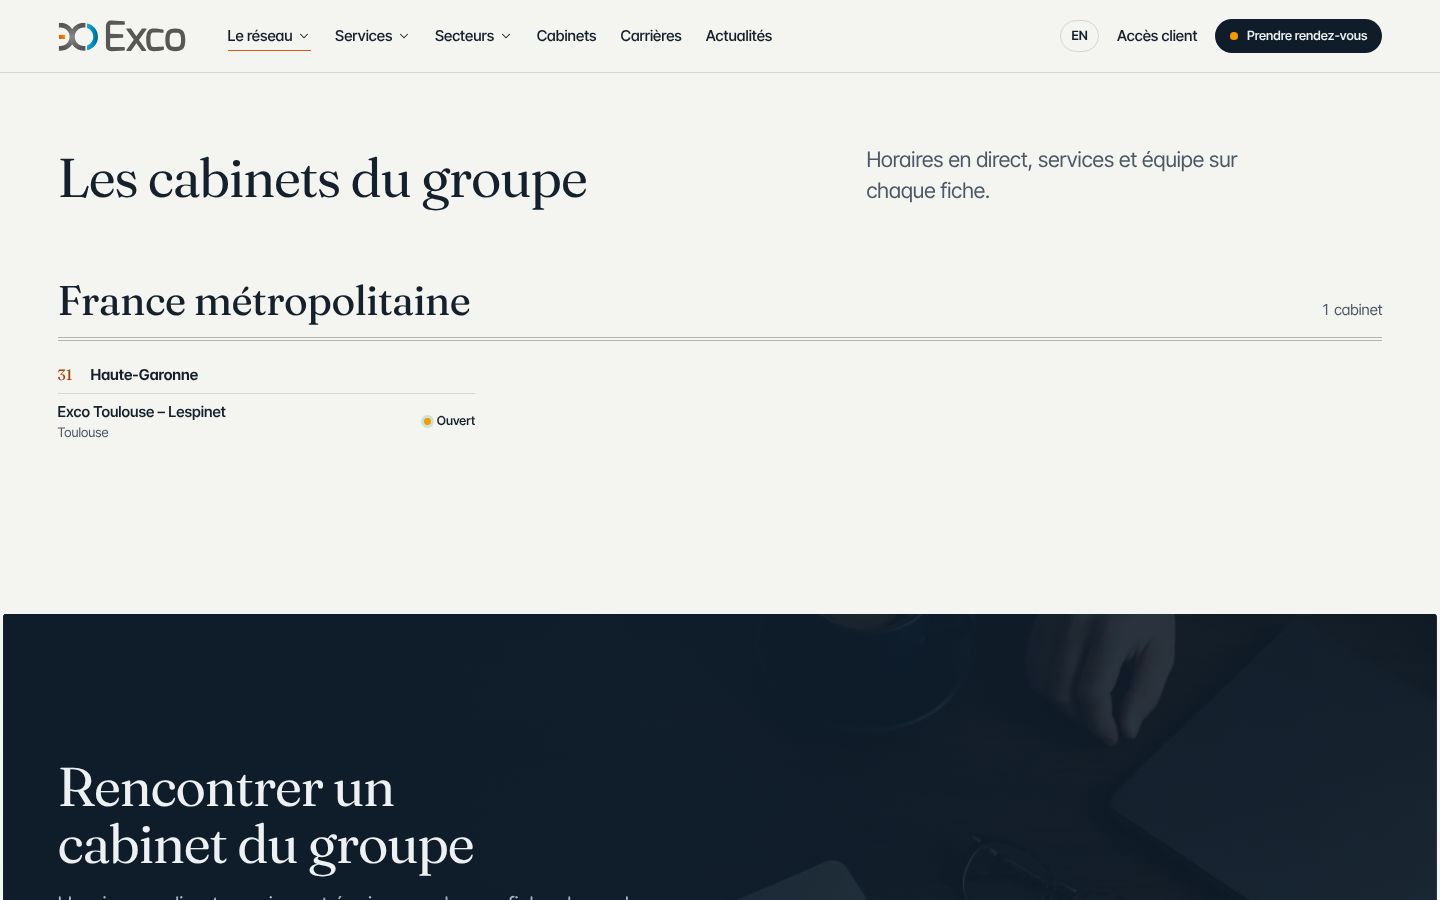 Exco
Le réseau
Services
Secteurs
Cabinets
Carrières
Actualités
EN
Accès client
Prendre rendez-vous
Les cabinets du groupe
Horaires en direct, services et équipe sur
chaque fiche.
France métropolitaine
1 cabinet
31 Haute-Garonne
Exco Toulouse – Lespinet
Toulouse
Ouvert
Rencontrer un
cabinet du groupe